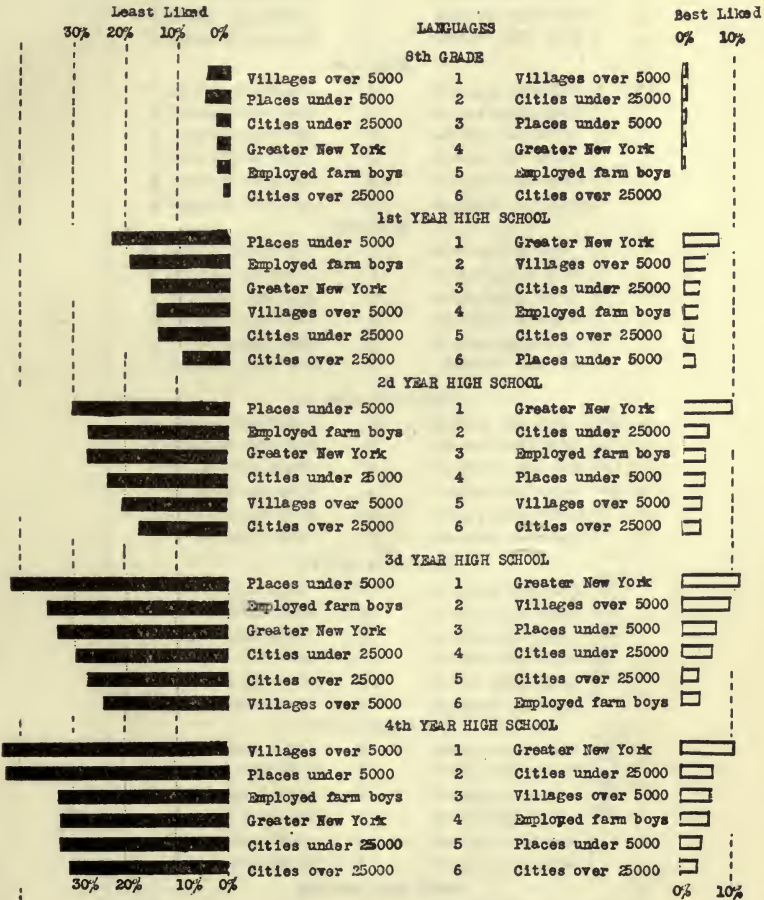 Least Liked LANGUAGES Best Liked
30% 20% 10% 0% 0% 10%
8th GRADE
Villages over 5000 1 Villages over 5000
Places under 5000 2 Cities under 25000
Cities under 25000 3 Places under 5000
Greater New York 4 Greater New York
Employed farm boys 5 Employed farm boys
Cities over 25000 6 Cities over 25000
1st YEAR HIGH SCHOOL
Places under 5000 1 Greater New York
Employed farm boys 2 Villages over 5000
Greater New York 3 Cities under 25000
Villages over 5000 4 Employed farm boys
Cities under 25000 5 Cities over 25000
Cities over 25000 6 Places under 5000
2d YEAR HIGH SCHOOL
Places under 5000 1 Greater New York
Employed farm boys 2 Cities under 25000
Greater New York 3 Employed farm boys
Cities under 25000 4 Places under 5000
Villages over 5000 5 Villages over 5000
Cities over 25000 6 Cities over 25000
3d YEAR HIGH SCHOOL
Places under 5000 1 Greater New York
Employed farm boys 2 Villages over 5000
Greater New York 3 Places under 5000
Cities under 25000 4 Cities under 25000
Cities over 25000 5 Cities over 25000
Villages over 5000 6 Employed farm boys
4th YEAR HIGH SCHOOL
Villages over 5000 1 Greater New York
Places under 5000 2 Cities under 25000
Employed farm boys 3 Villages over 5000
Greater New York 4 Employed farm boys
Cities under 25000 5 Places under 5000
Cities over 25000 6 Cities over 25000
30% 20% 10% 0% 0% 10%